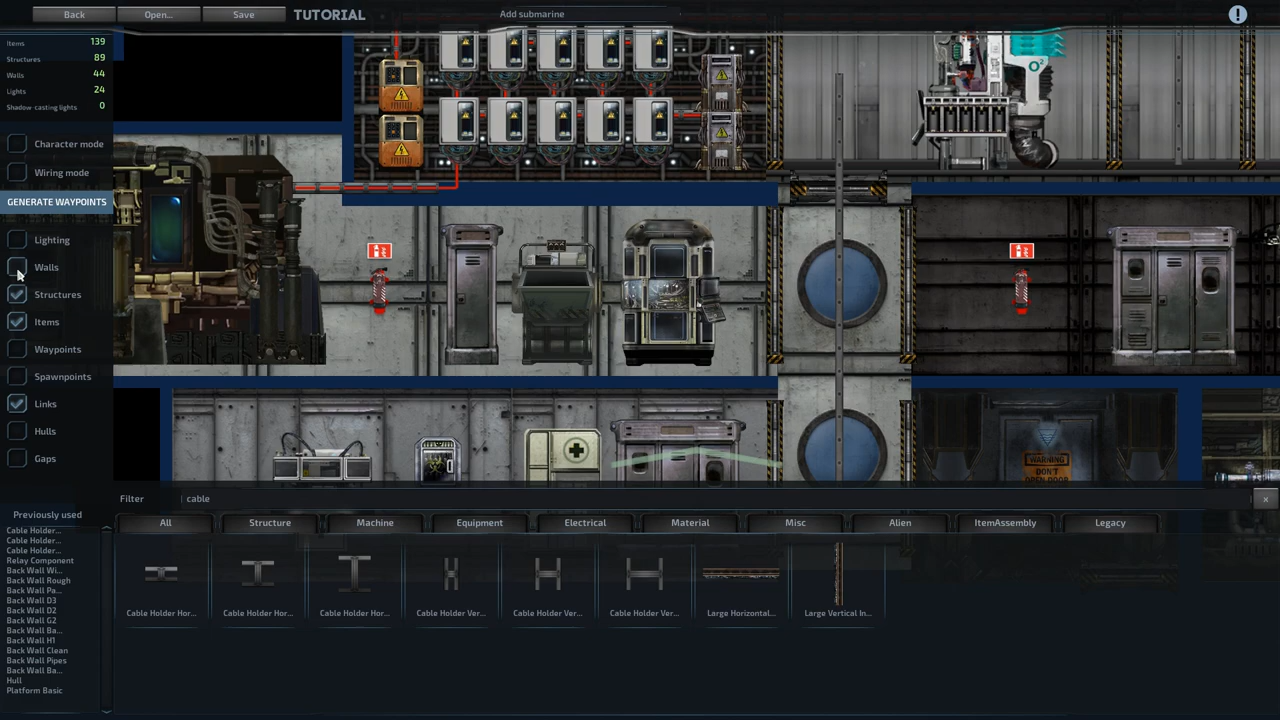 Back Open... Save TUTORIAL Add submarine
Items 139
Structures 89
Walls 44
Lights 24
Shadow-casting lights 0
Character mode
Wiring mode
GENERATE WAYPOINTS
Lighting
Walls
Structures
Items
Waypoints
Spawnpoints
Links
Hulls
Gaps
O²
WARNING
DON'T
OPEN DOOR
Filter cable
x
Previously used
All Structure Machine Equipment Electrical Material Misc Alien ItemAssembly Legacy
Cable Holder...
Cable Holder...
Cable Holder...
Relay Component
Back Wall Wi...
Back Wall Rough
Back Wall Pa...
Back Wall D3
Back Wall D2
Back Wall G2
Back Wall Ba...
Back Wall H1
Back Wall Clean
Back Wall Pipes
Back Wall Ba...
Hull
Platform Basic
Cable Holder Hor... Cable Holder Hor... Cable Holder Hor... Cable Holder Ver... Cable Holder Ver... Cable Holder Ver... Large Horizontal... Large Vertical In...